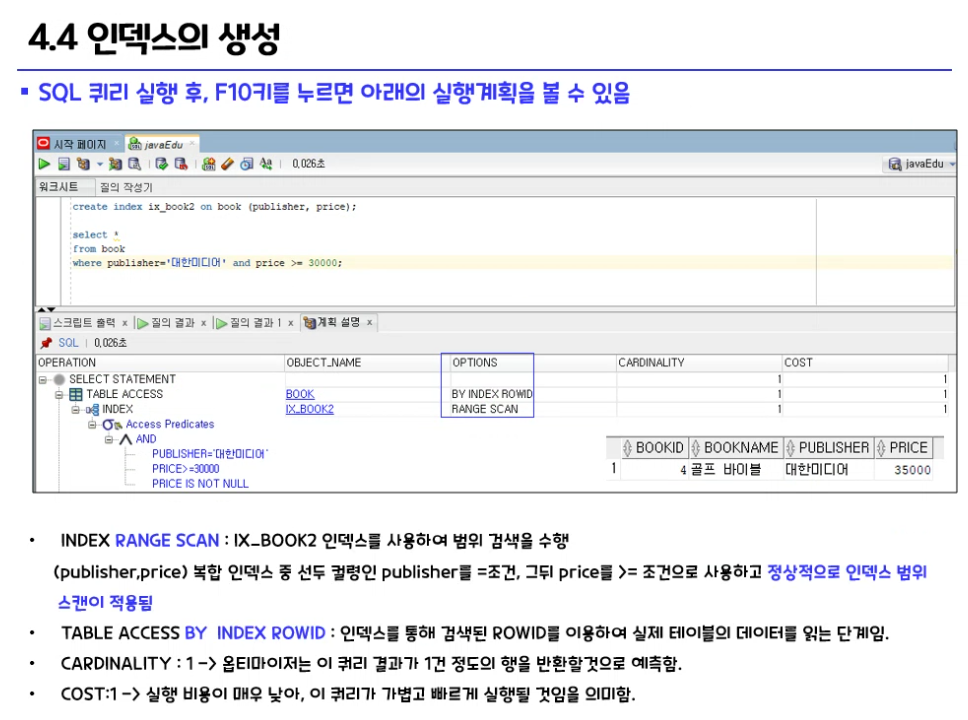 4.4 인덱스의 생성
▪ SQL 쿼리 실행 후, F10키를 누르면 아래의 실행계획을 볼 수 있음
시작 페이지 × javaEdu ×
0,026초 javaEdu
워크시트 질의 작성기
create index ix_book2 on book (publisher, price);
select *
from book
where publisher='대한미디어' and price >= 30000;
스크립트 출력 × 질의 결과 × 질의 결과 1 × 계획 설명 ×
SQL | 0,026초
OPERATION OBJECT_NAME OPTIONS CARDINALITY COST
SELECT STATEMENT 1 1
TABLE ACCESS BOOK BY INDEX ROWID 1 1
INDEX IX_BOOK2 RANGE SCAN 1 1
Access Predicates
AND
PUBLISHER='대한미디어'
PRICE>=30000
PRICE IS NOT NULL
BOOKID BOOKNAME PUBLISHER PRICE
1 4 골프 바이블 대한미디어 35000
• INDEX RANGE SCAN : IX_BOOK2 인덱스를 사용하여 범위 검색을 수행
(publisher,price) 복합 인덱스 중 선두 컬럼인 publisher를 =조건, 그뒤 price를 >= 조건으로 사용하고 정상적으로 인덱스 범위
스캔이 적용됨
• TABLE ACCESS BY INDEX ROWID : 인덱스를 통해 검색된 ROWID를 이용하여 실제 테이블의 데이터를 읽는 단계임.
• CARDINALITY : 1 -> 옵티마이저는 이 쿼리 결과가 1건 정도의 행을 반환할것으로 예측함.
• COST:1 -> 실행 비용이 매우 낮아, 이 쿼리가 가볍고 빠르게 실행될 것임을 의미함.